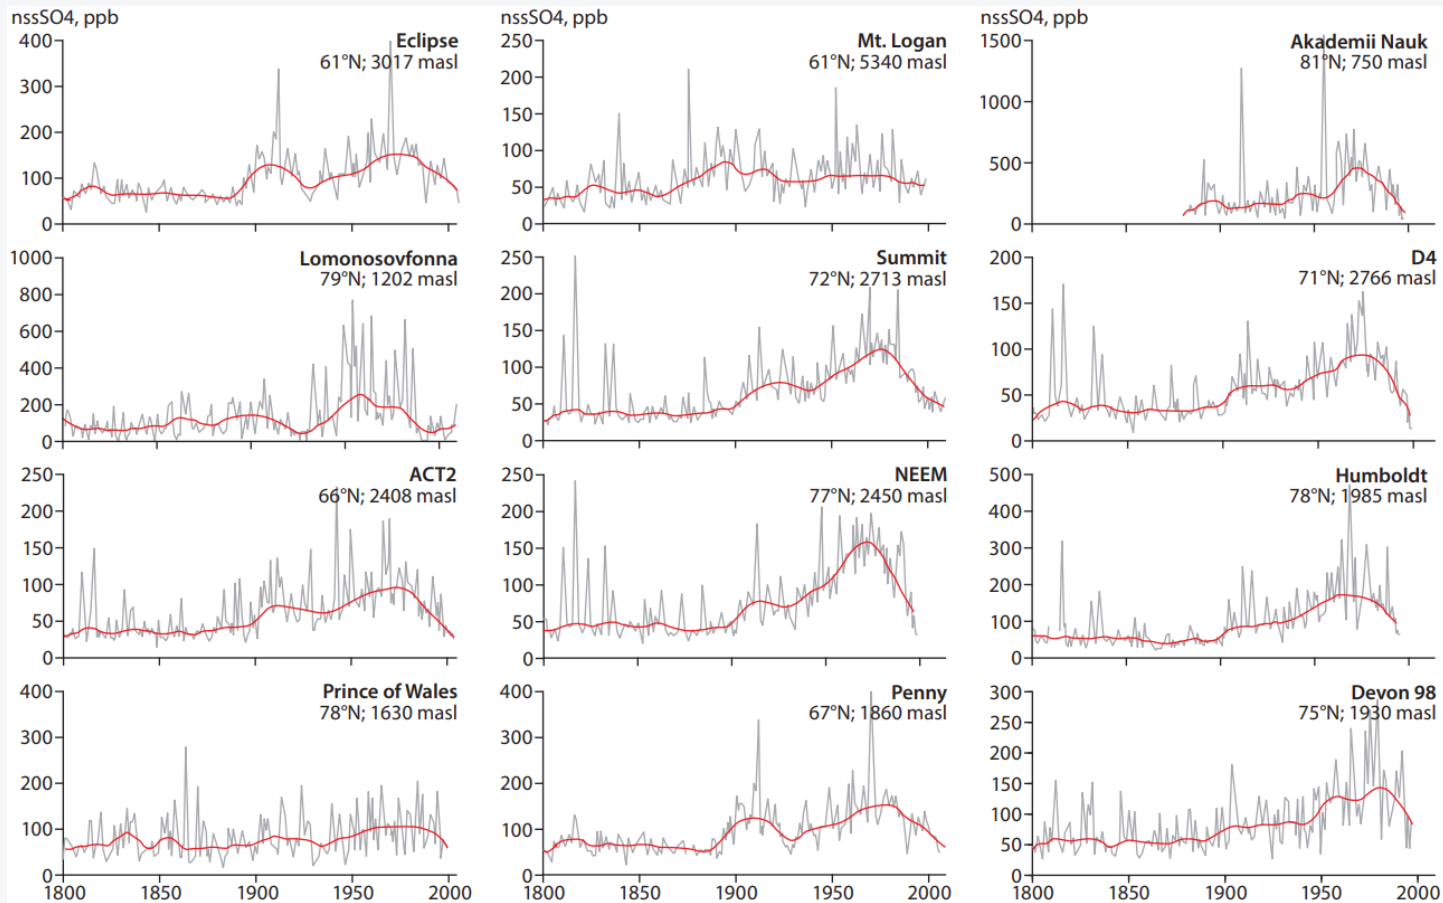 nssSO4, ppb
Eclipse
61°N; 3017 masl
400
300
200
100
0
nssSO4, ppb
Mt. Logan
61°N; 5340 masl
250
200
150
100
50
0
nssSO4, ppb
Akademii Nauk
81°N; 750 masl
1500
1000
500
0
Lomonosovfonna
79°N; 1202 masl
1000
800
600
400
200
0
Summit
72°N; 2713 masl
250
200
150
100
50
0
D4
71°N; 2766 masl
200
150
100
50
0
ACT2
66°N; 2408 masl
250
200
150
100
50
0
NEEM
77°N; 2450 masl
250
200
150
100
50
0
Humboldt
78°N; 1985 masl
500
400
300
200
100
0
Prince of Wales
78°N; 1630 masl
400
300
200
100
0
1800 1850 1900 1950 2000
Penny
67°N; 1860 masl
400
300
200
100
0
1800 1850 1900 1950 2000
Devon 98
75°N; 1930 masl
300
250
200
150
100
50
0
1800 1850 1900 1950 2000